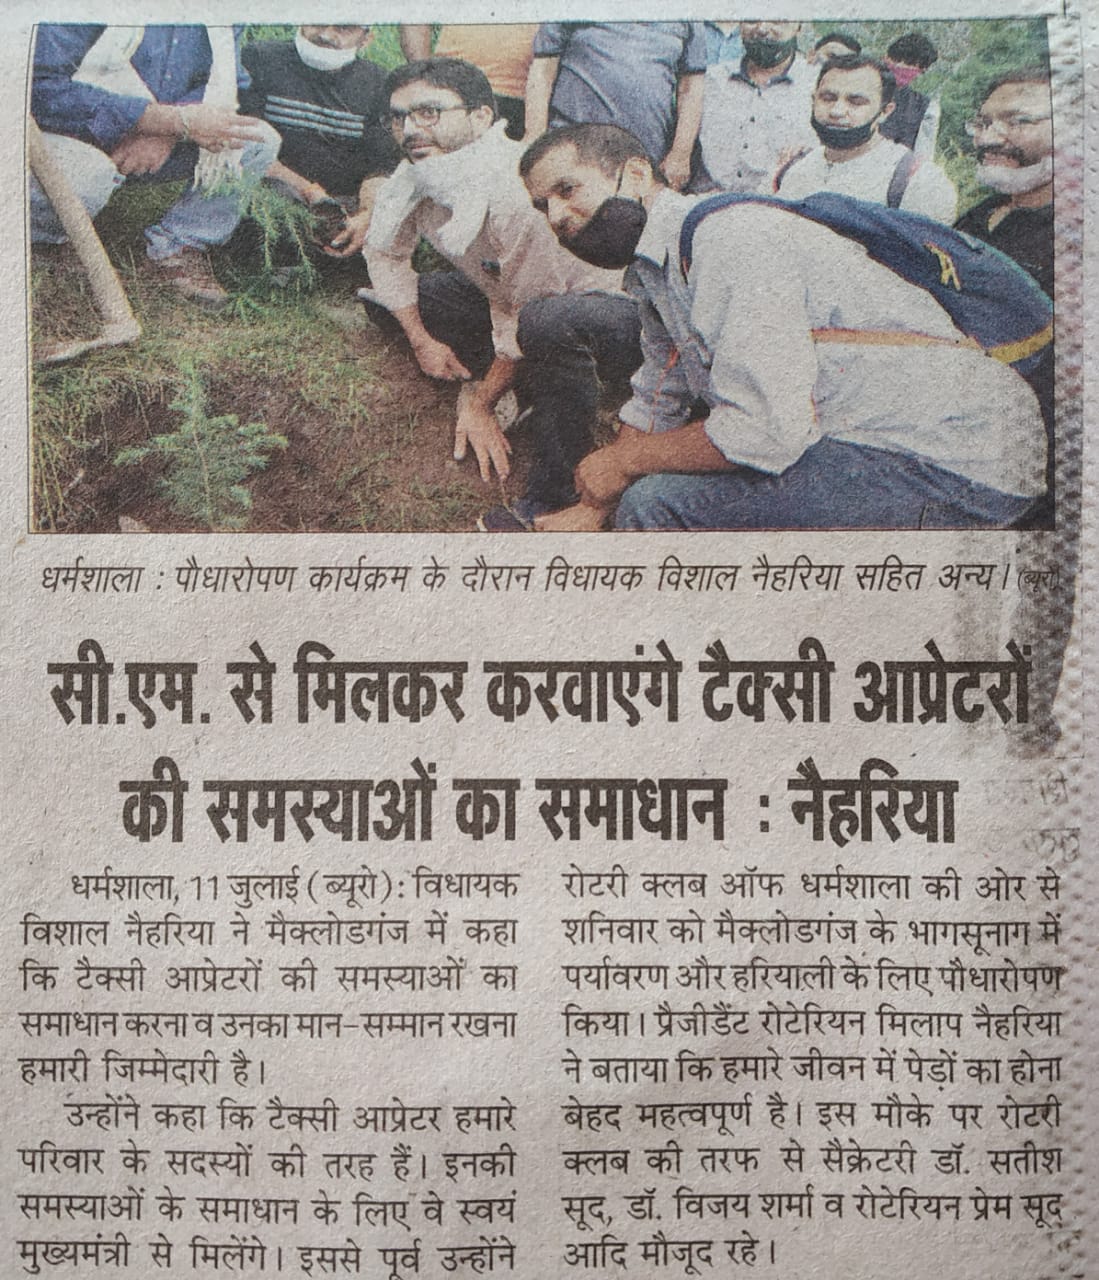 धर्मशाला : पौधारोपण कार्यक्रम के दौरान विधायक विशाल नैहरिया सहित अन्य। (ब्यूरो)
सी.एम. से मिलकर करवाएंगे टैक्सी आप्रेटरों
की समस्याओं का समाधान : नैहरिया
धर्मशाला, 11 जुलाई (ब्यूरो): विधायक
विशाल नैहरिया ने मैक्लोडगंज में कहा
कि टैक्सी आप्रेटरों की समस्याओं का
समाधान करना व उनका मान-सम्मान रखना
हमारी जिम्मेदारी है।
उन्होंने कहा कि टैक्सी आप्रेटर हमारे
परिवार के सदस्यों की तरह हैं। इनकी
समस्याओं के समाधान के लिए वे स्वयं
मुख्यमंत्री से मिलेंगे। इससे पूर्व उन्होंने
रोटरी क्लब ऑफ धर्मशाला की ओर से
शनिवार को मैक्लोडगंज के भागसूनाग में
पर्यावरण और हरियाली के लिए पौधारोपण
किया। प्रैजीडैंट रोटेरियन मिलाप नैहरिया
ने बताया कि हमारे जीवन में पेड़ों का होना
बेहद महत्वपूर्ण है। इस मौके पर रोटरी
क्लब की तरफ से सैक्रेटरी डॉ. सतीश
सूद, डॉ. विजय शर्मा व रोटेरियन प्रेम सूद
आदि मौजूद रहे।